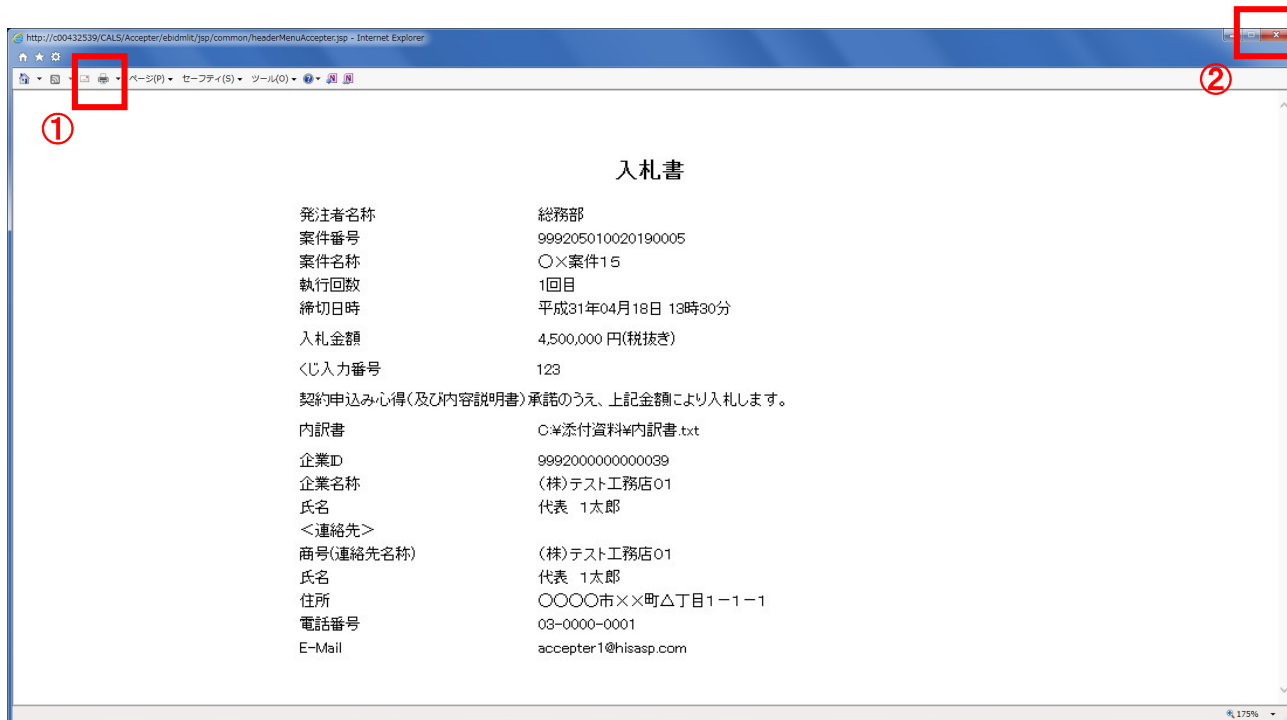 http://c00432539/CALS/Accepter/ebidmlit/jsp/common/headerMenuAccepter.jsp - Internet Explorer
ページ(P) セーフティ(S) ツール(O)
①
②
入札書
発注者名称 総務部
案件番号 999205010020190005
案件名称 〇×案件15
執行回数 1回目
締切日時 平成31年04月18日 13時30分
入札金額 4,500,000 円(税抜き)
くじ入力番号 123
契約申込み心得(及び内容説明書)承諾のうえ、上記金額により入札します。
内訳書 C:¥添付資料¥内訳書.txt
企業ID 9992000000000039
企業名称 (株)テスト工務店01
氏名 代表 1太郎
<連絡先>
商号(連絡先名称) (株)テスト工務店01
氏名 代表 1太郎
住所 〇〇〇〇市××町△丁目1-1-1
電話番号 03-0000-0001
E-Mail accepter1@hisasp.com
175%